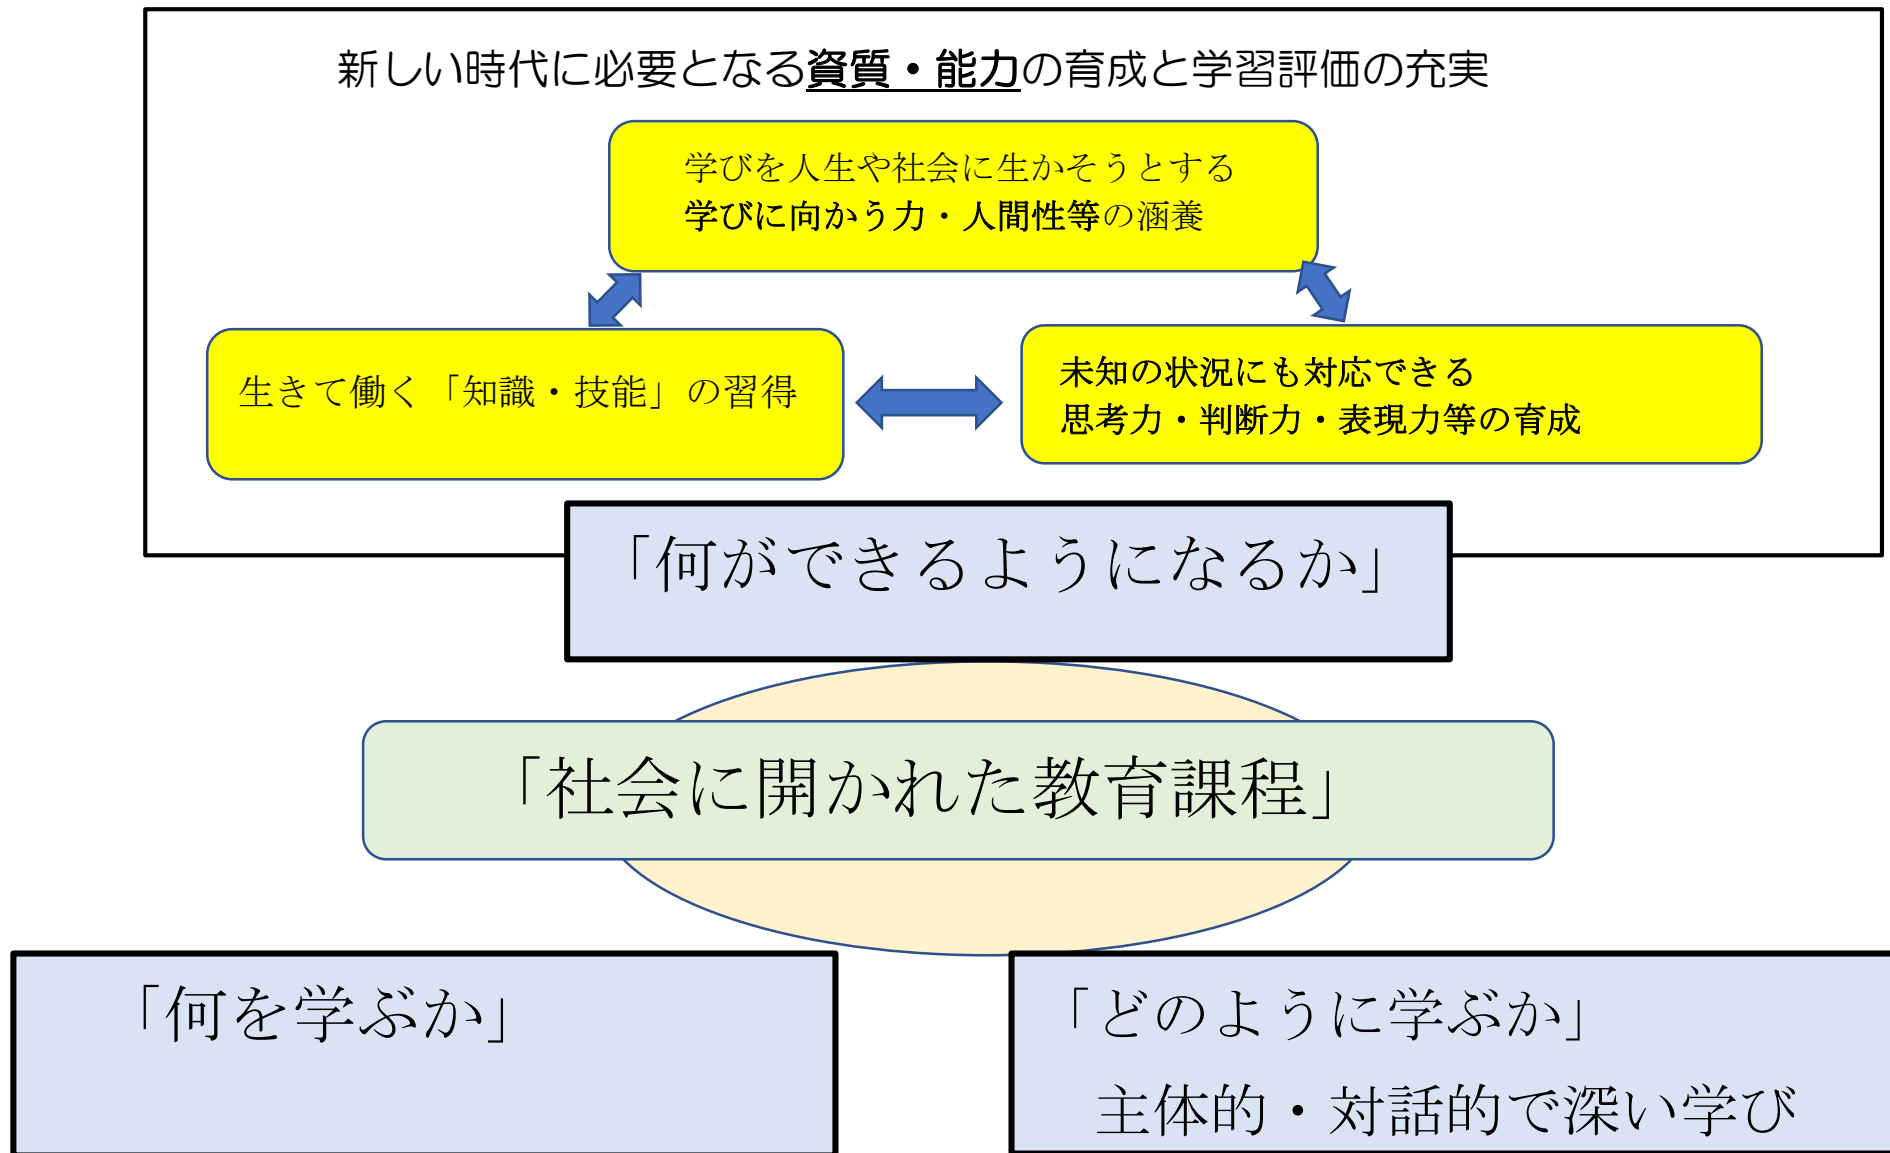 新しい時代に必要となる資質・能力の育成と学習評価の充実
学びを人生や社会に生かそうとする
学びに向かう力・人間性等の涵養
生きて働く「知識・技能」の習得
未知の状況にも対応できる
思考力・判断力・表現力等の育成
「何ができるようになるか」
「社会に開かれた教育課程」
「何を学ぶか」
「どのように学ぶか」
主体的・対話的で深い学び